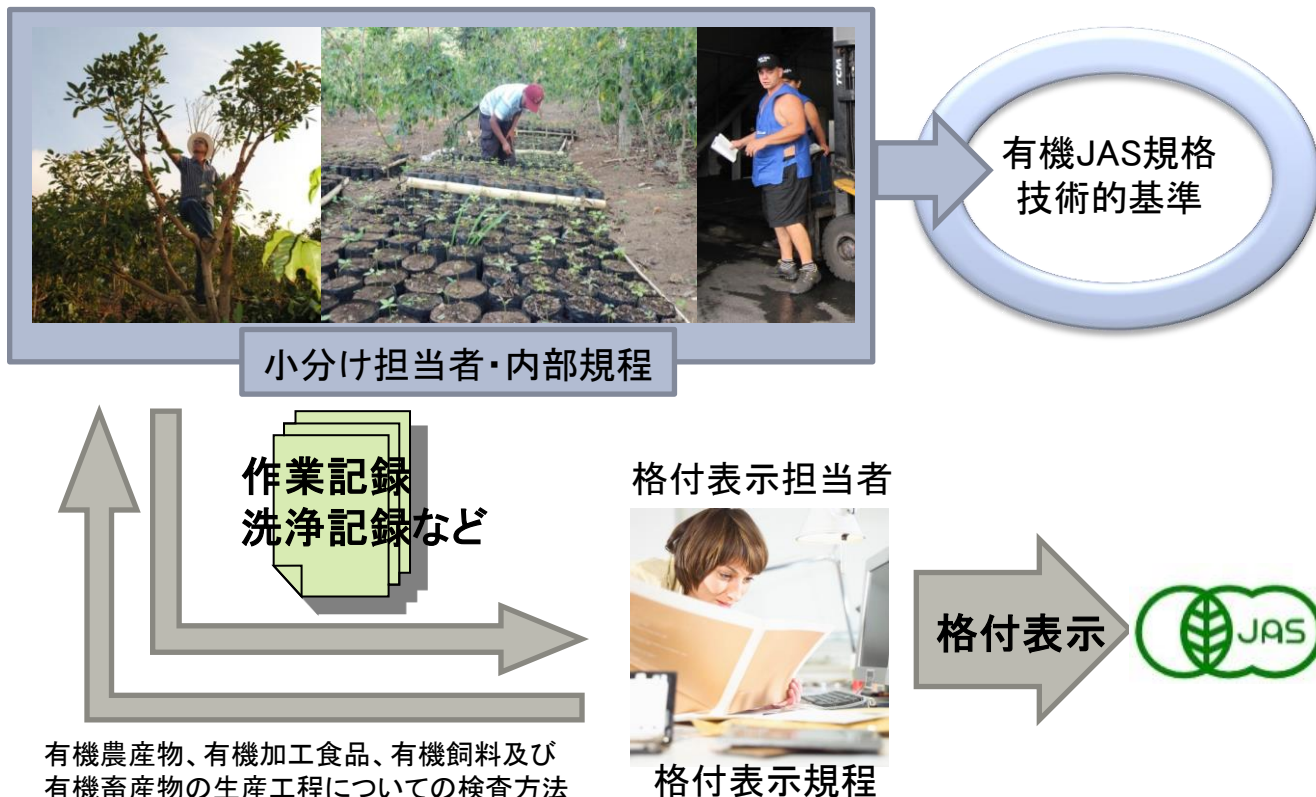 TCM
有機JAS規格
技術的基準
小分け担当者・内部規程
作業記録
洗浄記録など
格付表示担当者
格付表示
JAS
有機農産物、有機加工食品、有機飼料及び
有機畜産物の生産工程についての検査方法
格付表示規程